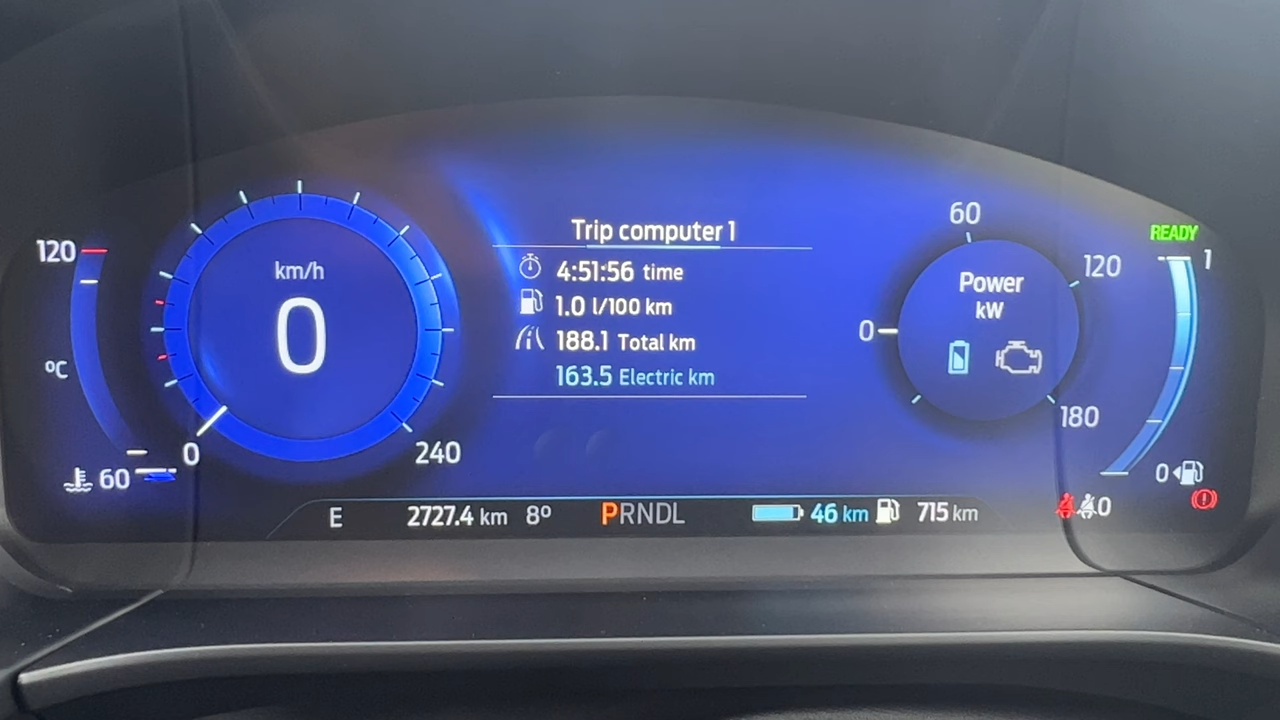 120
°C
60
km/h
0
0
240
Trip computer 1
4:51:56 time
1.0 l/100 km
188.1 Total km
163.5 Electric km
60
120
0
180
Power
kW
READY
1
0
E 2727.4 km 8° PRNDL 46 km 715 km
0